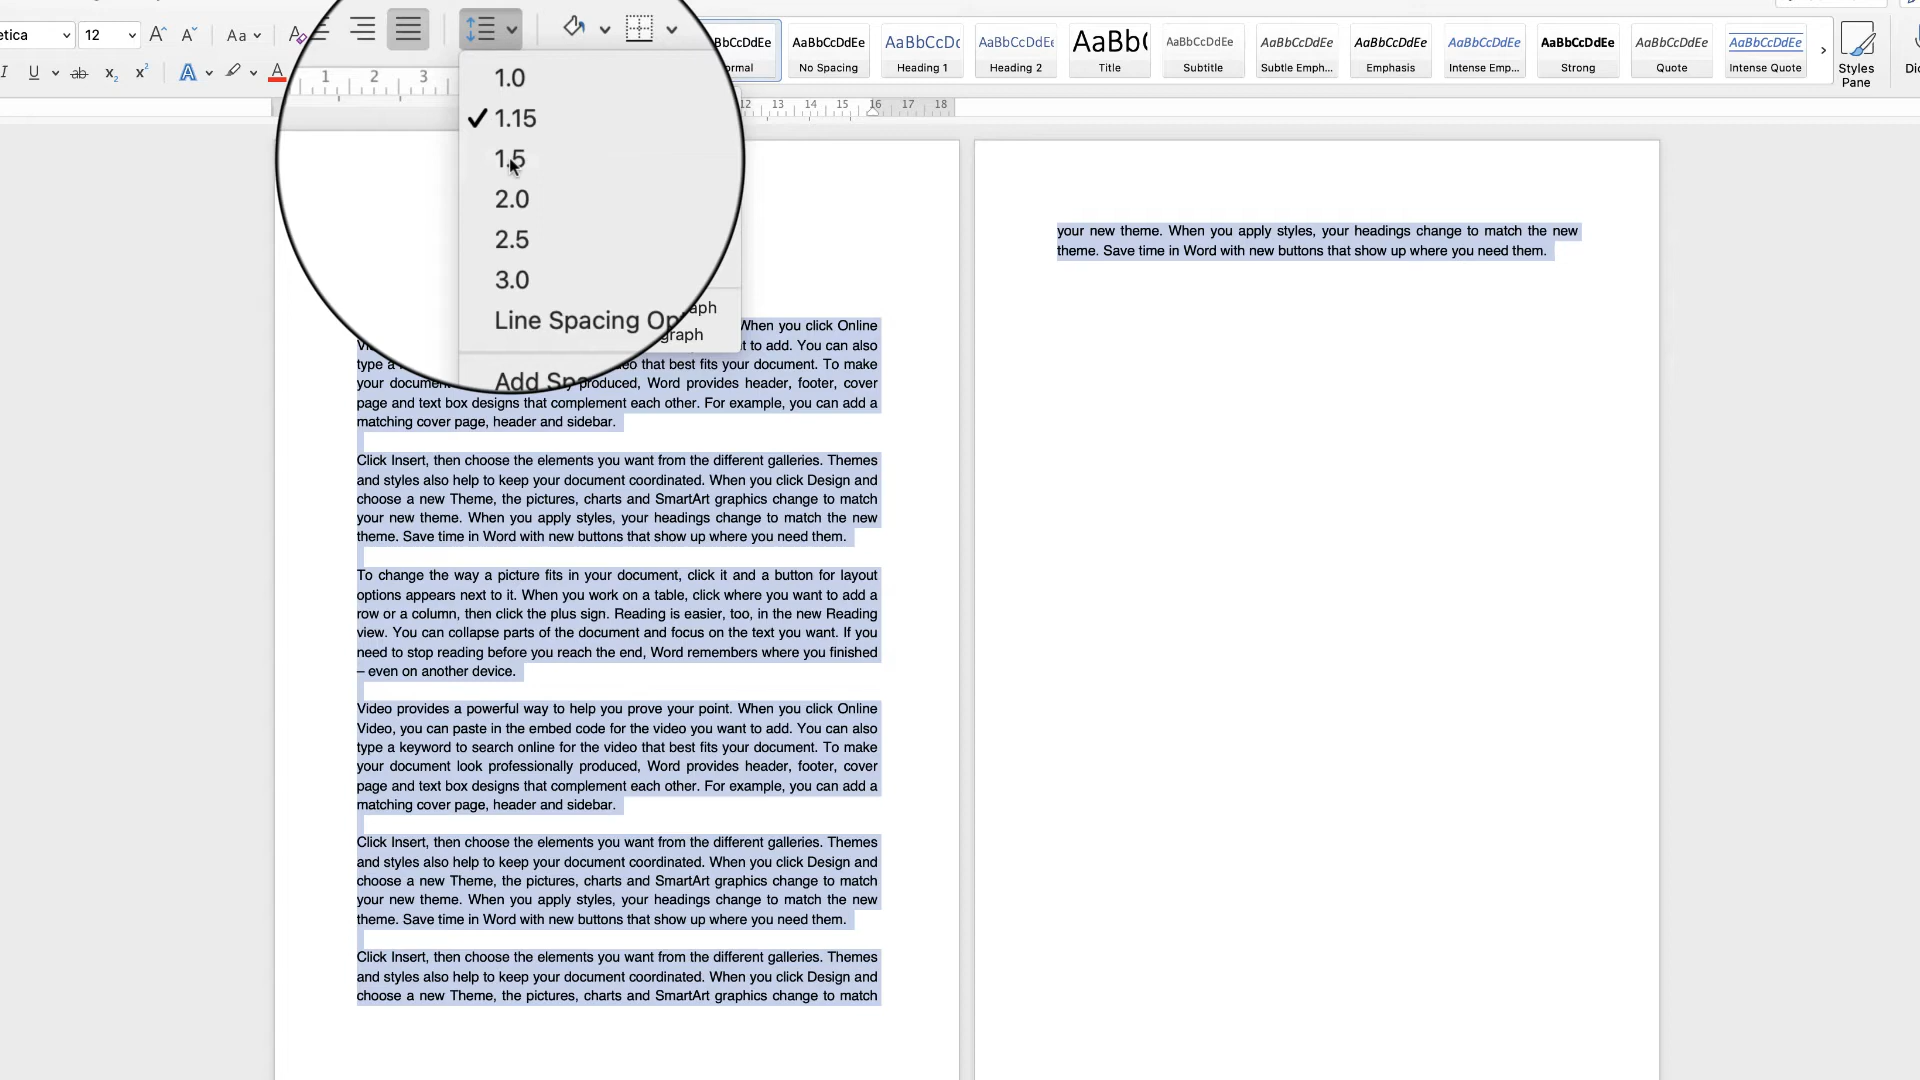 etica
12
Aa
AaBbCcDdEe
AaBbCcDc
AaBbCcDdEe
AaBb(
AaBbCcDdEe
AaBbCcDdEe
AaBbCcDdEe
AaBbCcDdEe
AaBbCcDdEe
AaBbCcDdEe
AaBbCcDdEe
BbCcDdEe
ormal
No Spacing
Heading 1
Heading 2
Title
Subtitle
Subtle Emph...
Emphasis
Intense Emp...
Strong
Quote
Intense Quote
Styles
Pane
Dic
I U ab x2 x2 A A
1 2 3
12 13 14 15 16 17 18
1.0
1.15
1.5
2.0
2.5
3.0
Line Spacing Op
Add Spa
aph
graph
When you click Online
t to add. You can also
type a eo that best fits your document. To make
your document produced, Word provides header, footer, cover
page and text box designs that complement each other. For example, you can add a
matching cover page, header and sidebar.
Click Insert, then choose the elements you want from the different galleries. Themes
and styles also help to keep your document coordinated. When you click Design and
choose a new Theme, the pictures, charts and SmartArt graphics change to match
your new theme. When you apply styles, your headings change to match the new
theme. Save time in Word with new buttons that show up where you need them.
To change the way a picture fits in your document, click it and a button for layout
options appears next to it. When you work on a table, click where you want to add a
row or a column, then click the plus sign. Reading is easier, too, in the new Reading
view. You can collapse parts of the document and focus on the text you want. If you
need to stop reading before you reach the end, Word remembers where you finished
– even on another device.
Video provides a powerful way to help you prove your point. When you click Online
Video, you can paste in the embed code for the video you want to add. You can also
type a keyword to search online for the video that best fits your document. To make
your document look professionally produced, Word provides header, footer, cover
page and text box designs that complement each other. For example, you can add a
matching cover page, header and sidebar.
Click Insert, then choose the elements you want from the different galleries. Themes
and styles also help to keep your document coordinated. When you click Design and
choose a new Theme, the pictures, charts and SmartArt graphics change to match
your new theme. When you apply styles, your headings change to match the new
theme. Save time in Word with new buttons that show up where you need them.
Click Insert, then choose the elements you want from the different galleries. Themes
and styles also help to keep your document coordinated. When you click Design and
choose a new Theme, the pictures, charts and SmartArt graphics change to match
your new theme. When you apply styles, your headings change to match the new
theme. Save time in Word with new buttons that show up where you need them.